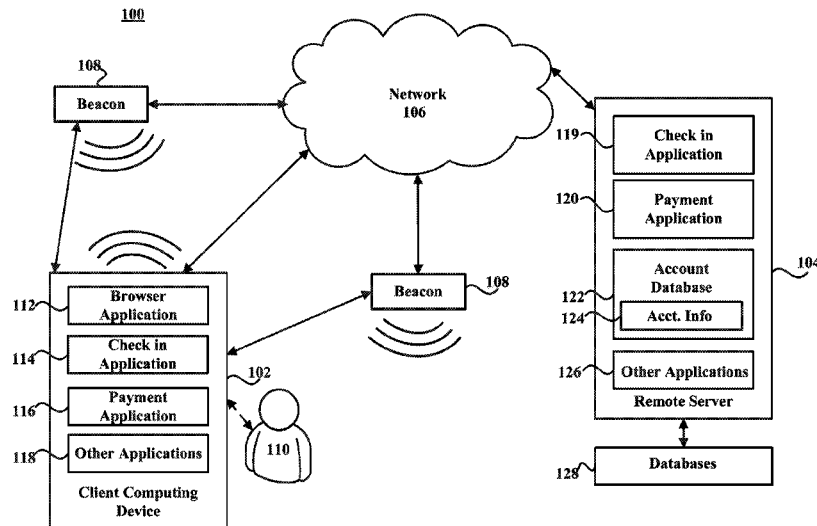 100
108
Beacon
Network
106
119
Check in
Application
120
Payment
Application
104
122
Account
Database
124
Acct. Info
126
Other Applications
Remote Server
128
Databases
Beacon
108
112
Browser
Application
114
Check in
Application
102
116
Payment
Application
110
118
Other Applications
Client Computing
Device